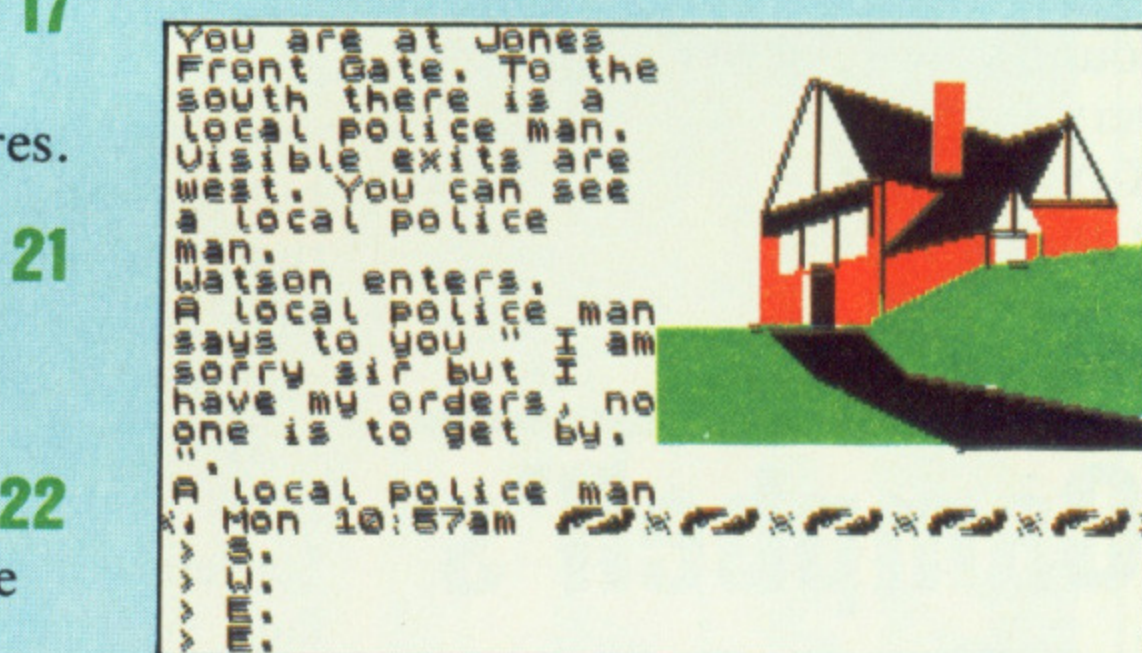 17
res.
21
22
e
You are at Jones
Front Gate. To the
south there is a
local police man.
Visible exits are
west. You can see
a local police
man.
Watson enters.
A local police man
says to you " I am
sorry sir but I
have my orders, no
one is to get by.
".
A local police man
Mon 10:57am
> S.
> W.
> E.
> E.